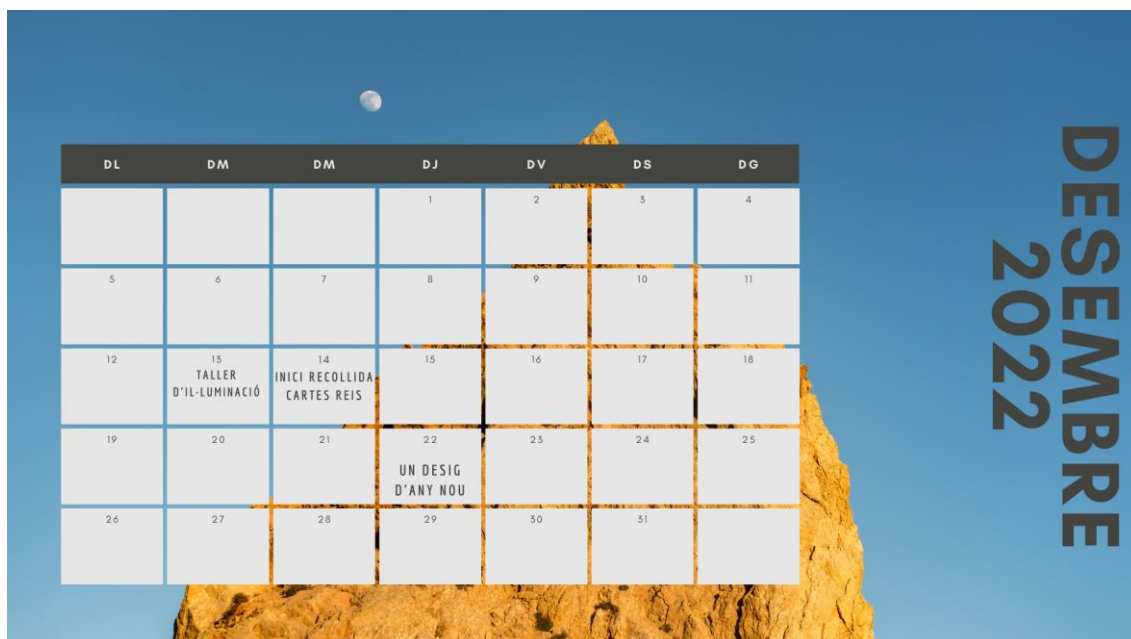 DL DM DM DJ DV DS DG
1 2 3 4
5 6 7 8 9 10 11
12 13 14 15 16 17 18
TALLER
D'IL-LUMINACIÓ
INICI RECOLLIDA
CARTES REIS
19 20 21 22 23 24 25
UN DESIG
D'ANY NOU
26 27 28 29 30 31
DESEMBRE
2022